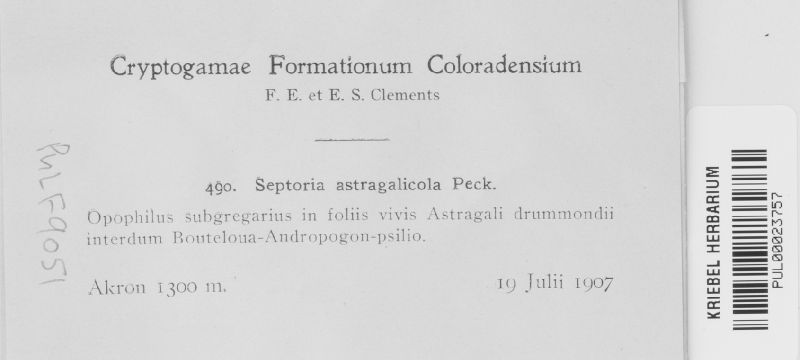 Cryptogamae Formationum Coloradensium
F. E. et E. S. Clements
490. Septoria astragalicola Peck.
Opophilus subgregarius in foliis vivis Astragali drummondii
interdum Bouteloua-Andropogon-psilio.
Akron 1300 m.
19 Julii 1907
PULF9051
KRIEBEL HERBARIUM
PUL00023757